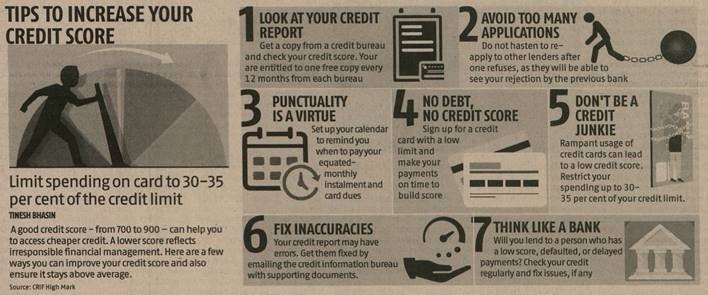 TIPS TO INCREASE YOUR
CREDIT SCORE
Limit spending on card to 30–35
per cent of the credit limit
TINESH BHASIN
A good credit score – from 700 to 900 – can help you
to access cheaper credit. A lower score reflects
irresponsible financial management. Here are a few
ways you can improve your credit score and also
ensure it stays above average.
Source: CRIF High Mark
1 LOOK AT YOUR CREDIT
REPORT
Get a copy from a credit bureau
and check your credit score. Your
are entitled to one free copy every
12 months from each bureau
2 AVOID TOO MANY
APPLICATIONS
Do not hasten to re-
apply to other lenders after
one refuses, as they will be able to
see your rejection by the previous bank
3 PUNCTUALITY
IS A VIRTUE
Set up your calendar
to remind you
when to pay your
equated-
monthly
instalment and
card dues
4 NO DEBT,
NO CREDIT SCORE
Sign up for a credit
card with a low
limit and
make your
payments
on time to
build score
5 DON'T BE A
CREDIT
JUNKIE
Rampant usage of
credit cards can lead
to a low credit score.
Restrict your
spending up to 30–
35 per cent of your credit limit.
BANK
6 FIX INACCURACIES
Your credit report may have
errors. Get them fixed by
emailing the credit information bureau
with supporting documents.
7 THINK LIKE A BANK
Will you lend to a person who has
a low score, defaulted, or delayed
payments? Check your credit
regularly and fix issues, if any